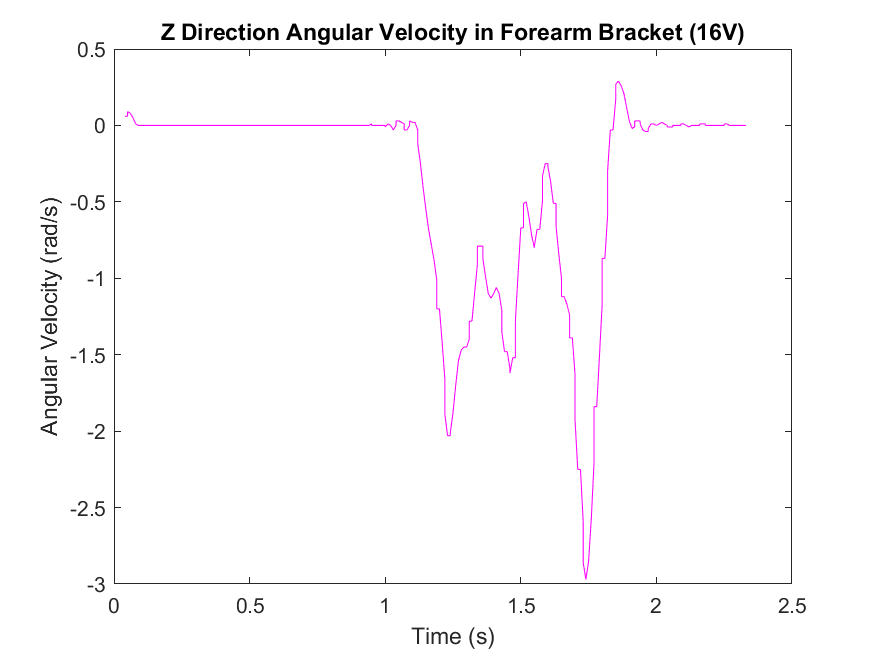 Z Direction Angular Velocity in Forearm Bracket (16V)
0.5
0
-0.5
-1
-1.5
-2
-2.5
-3
Angular Velocity (rad/s)
0 0.5 1 1.5 2 2.5
Time (s)